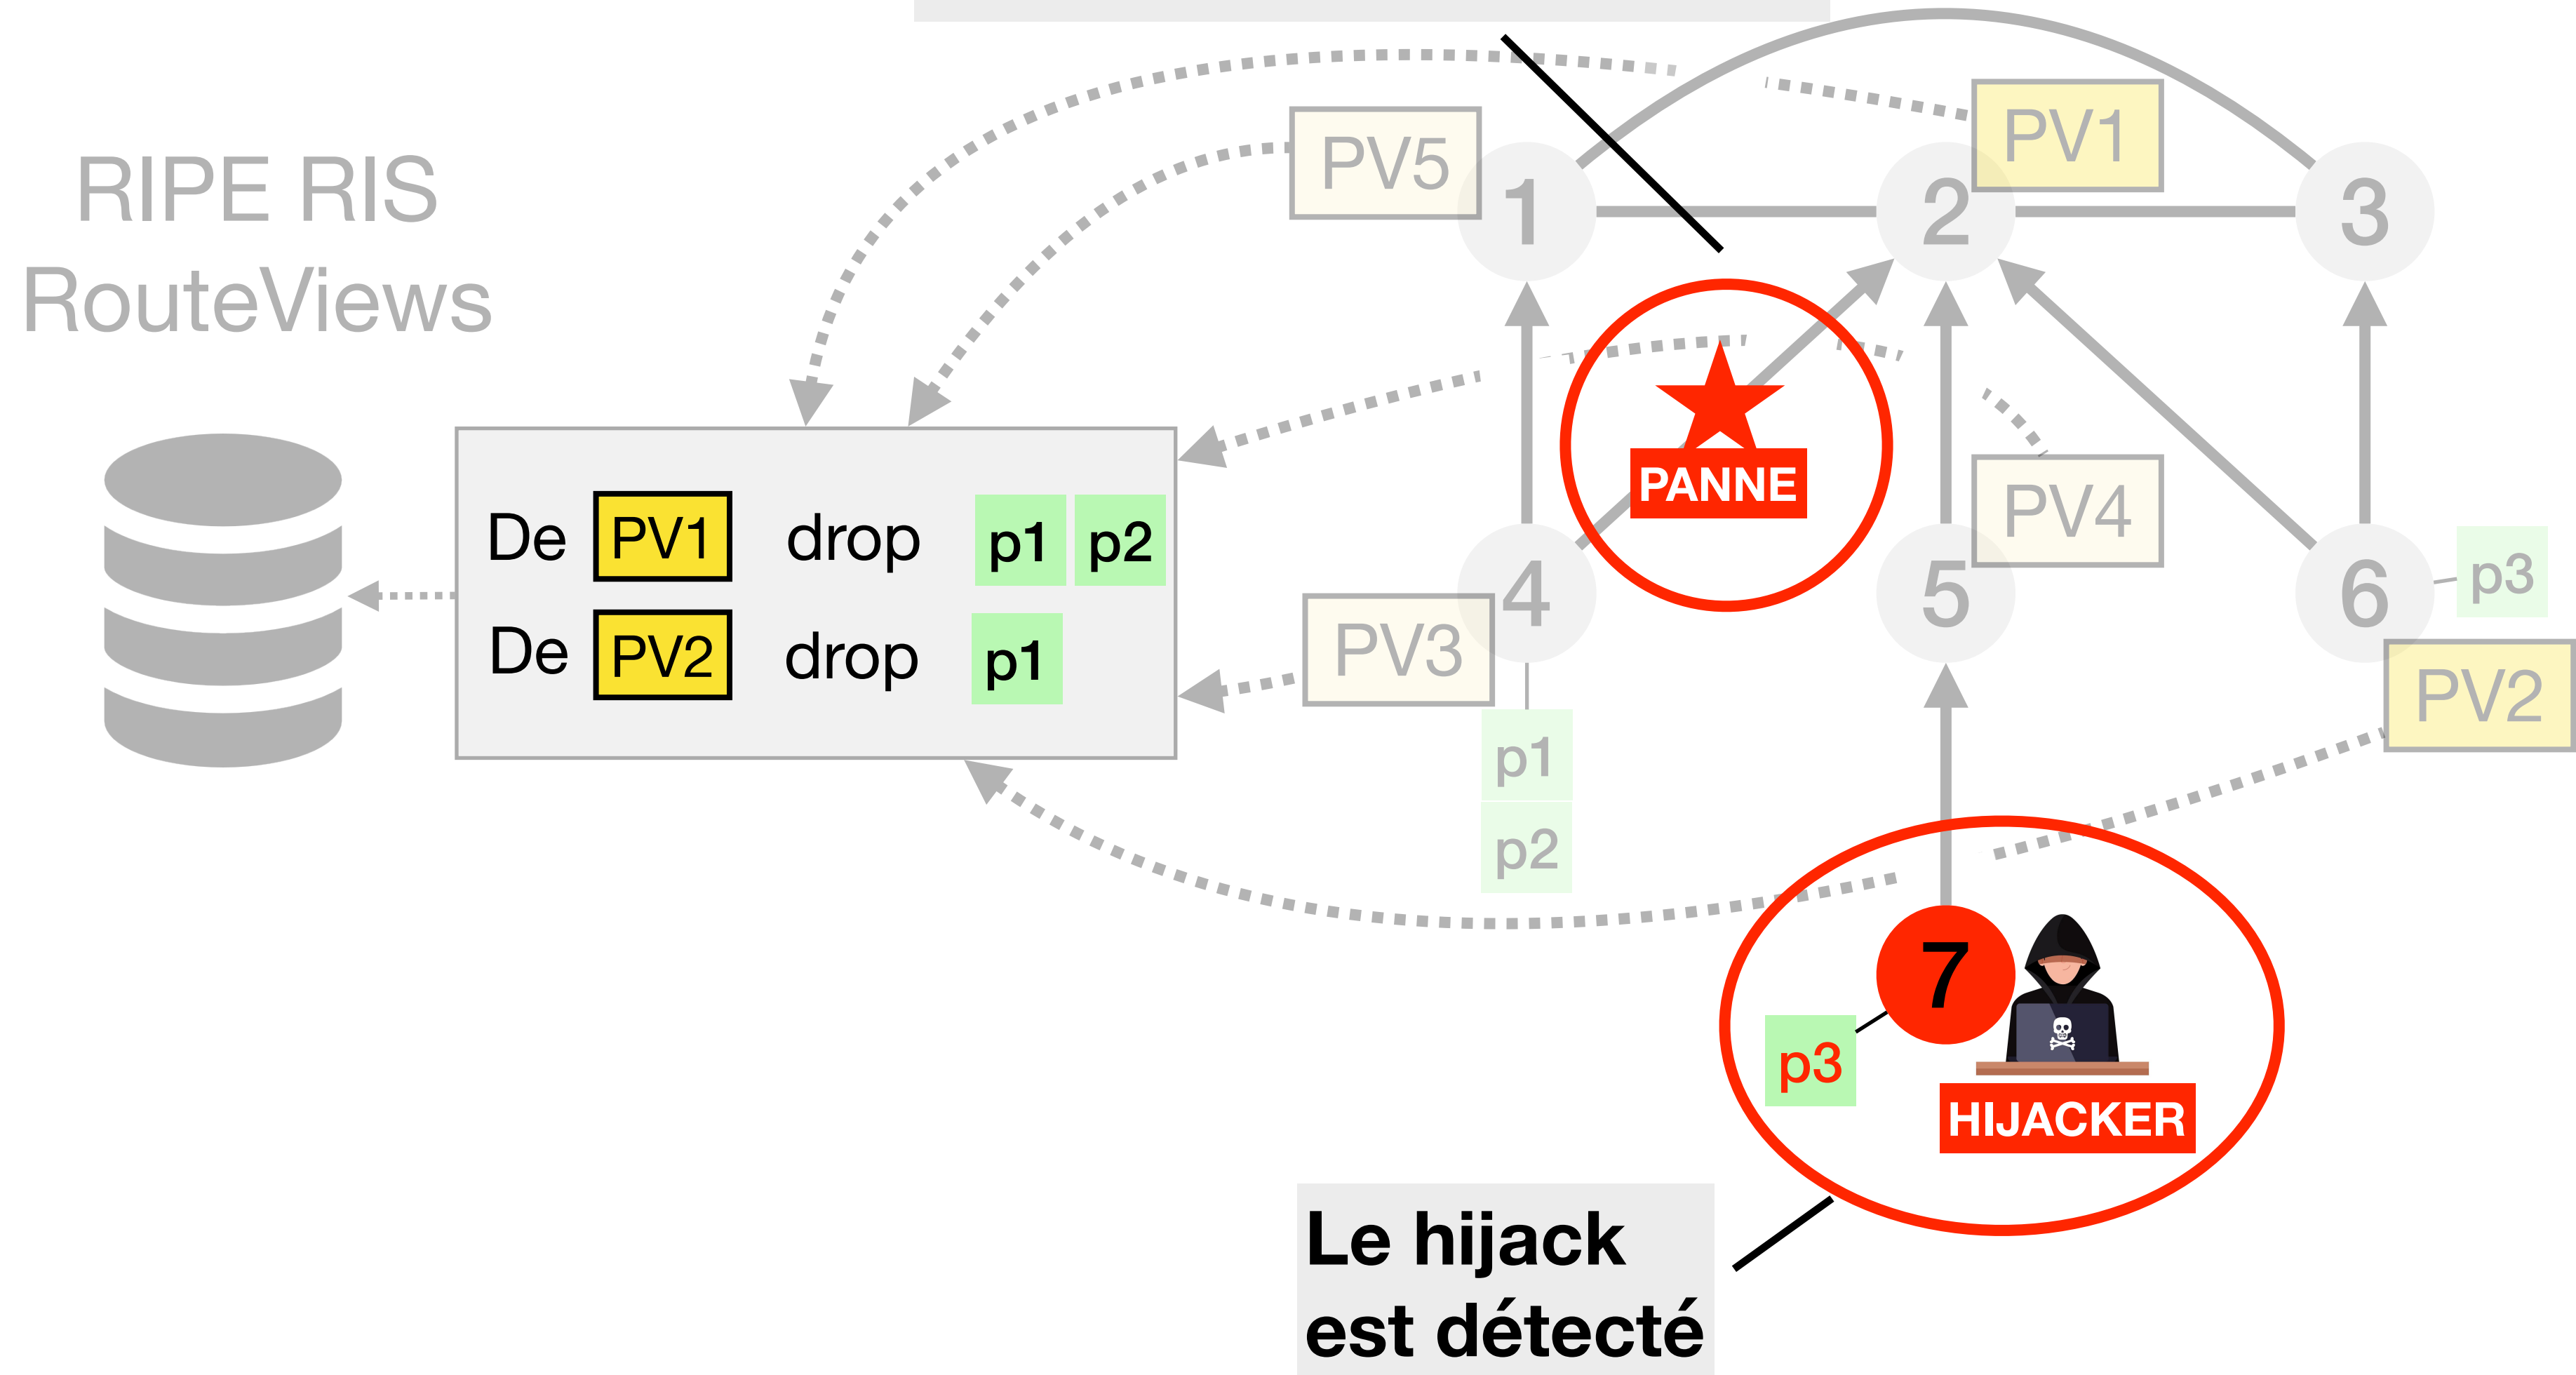 PV1
PV5
1
2
3
RIPE RIS
RouteViews
PANNE
De PV1 drop p1 p2
De PV2 drop p1
4
5
6
PV4
p3
PV3
PV2
p1
p2
7
p3
HIJACKER
Le hijack
est détecté